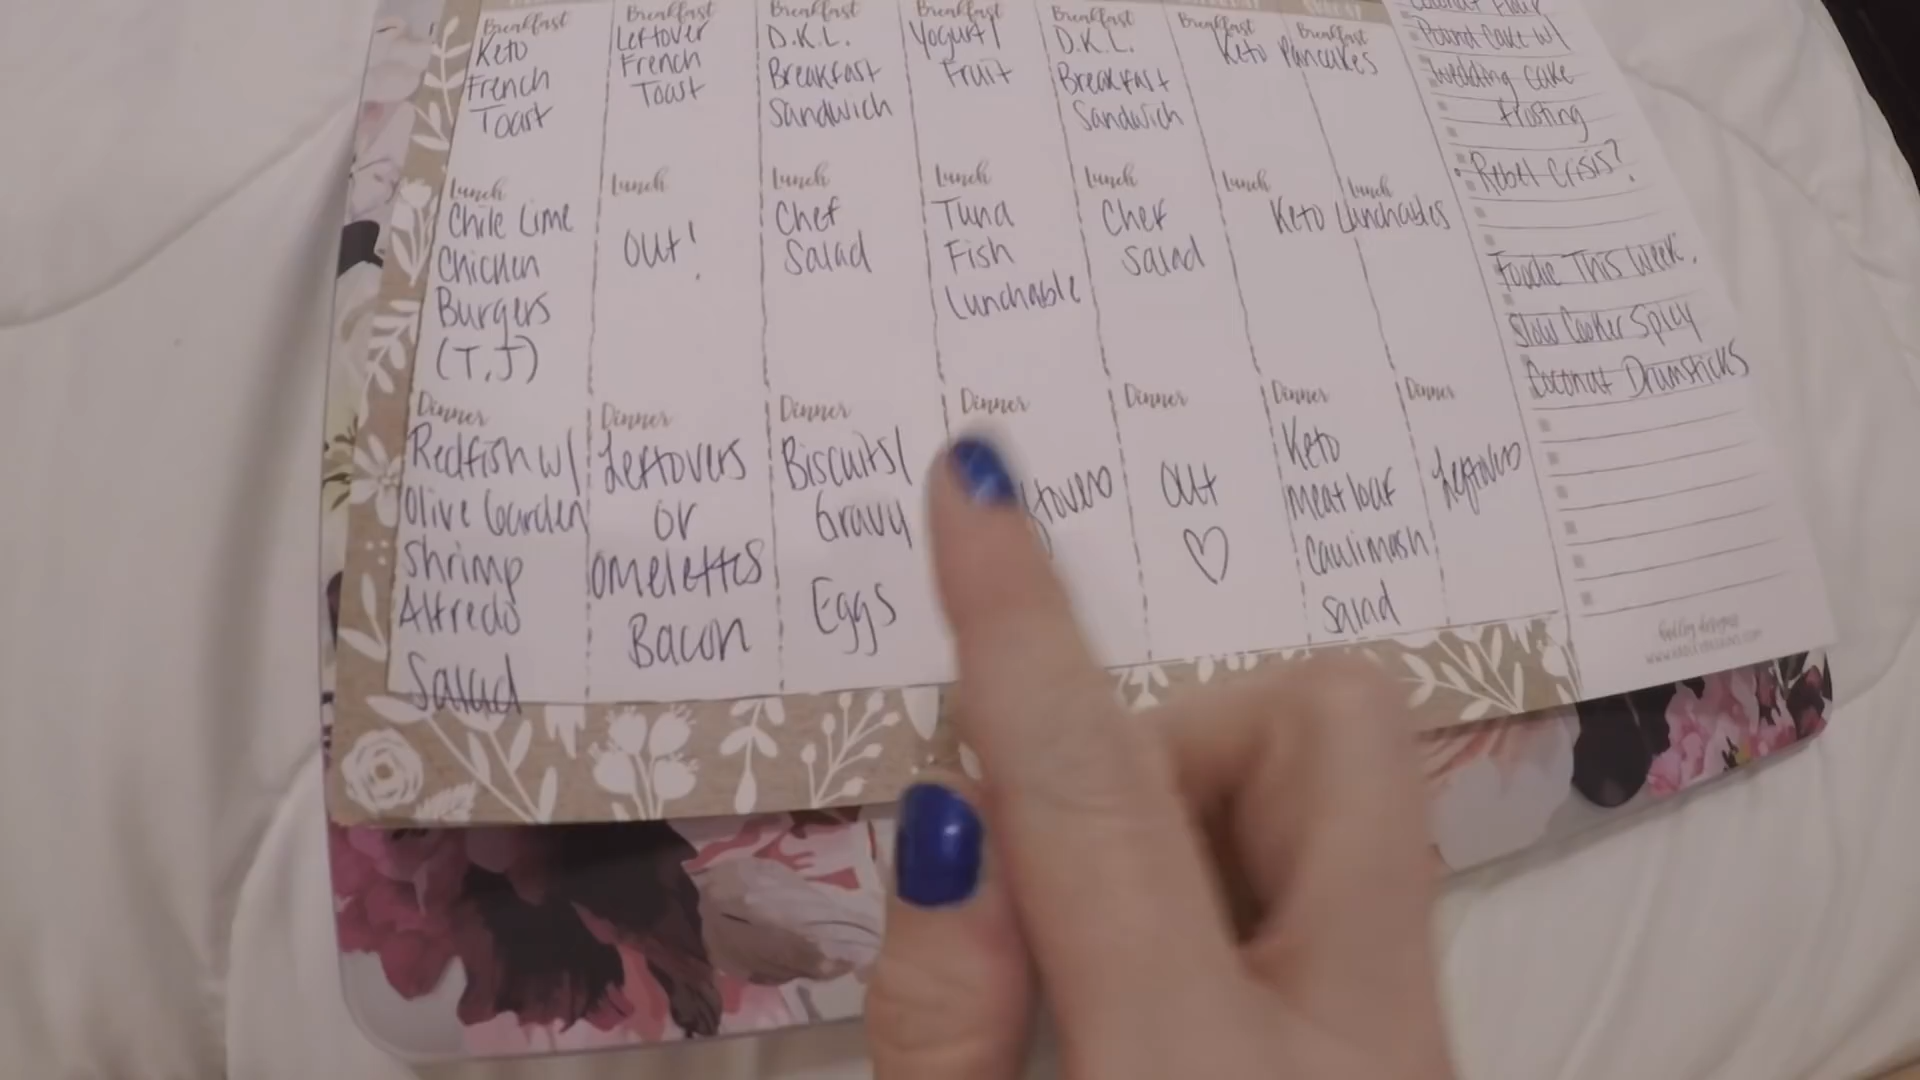 Breakfast
Keto
French
Toast
Breakfast
Leftover
French
Toast
Breakfast
D.K.L.
Breakfast
Sandwich
Breakfast
Yogurt/
Fruit
Breakfast
D.K.L.
Breakfast
Sandwich
Breakfast
Breakfast
Keto Pancakes
Lunch
Chile Lime
Chicken
Burgers
(T.J)
Lunch
Out!
Lunch
Chef
Salad
Lunch
Tuna
Fish
Lunchable
Lunch
Chef
Salad
Lunch
Lunch
Keto Lunchables
Dinner
Redfish w/
Olive Garden
Shrimp
Alfredo
Salad
Dinner
Leftovers
or
omelettes
Bacon
Dinner
Biscuits/
Gravy
Eggs
Dinner
Dinner
Out
Dinner
Keto
Meatloaf
Caulimash
Salad
Dinner
Leftovers
Pound Cake w/
Wedding Cake
Frosting
Rebel Crisis?
Foodie This Week.
Slow Cooker Spicy
Coconut Drumsticks